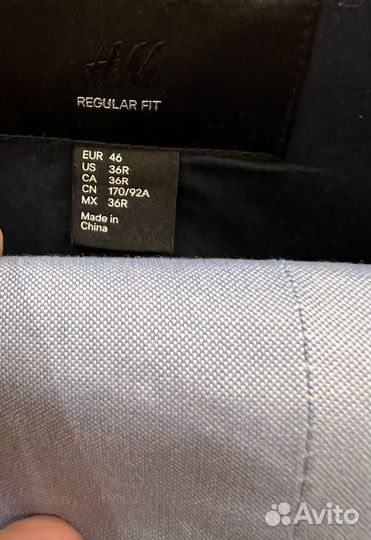 H&M
REGULAR FIT
EUR 46
US 36R
CA 36R
CN 170/92A
MX 36R
Made in
China
Avito